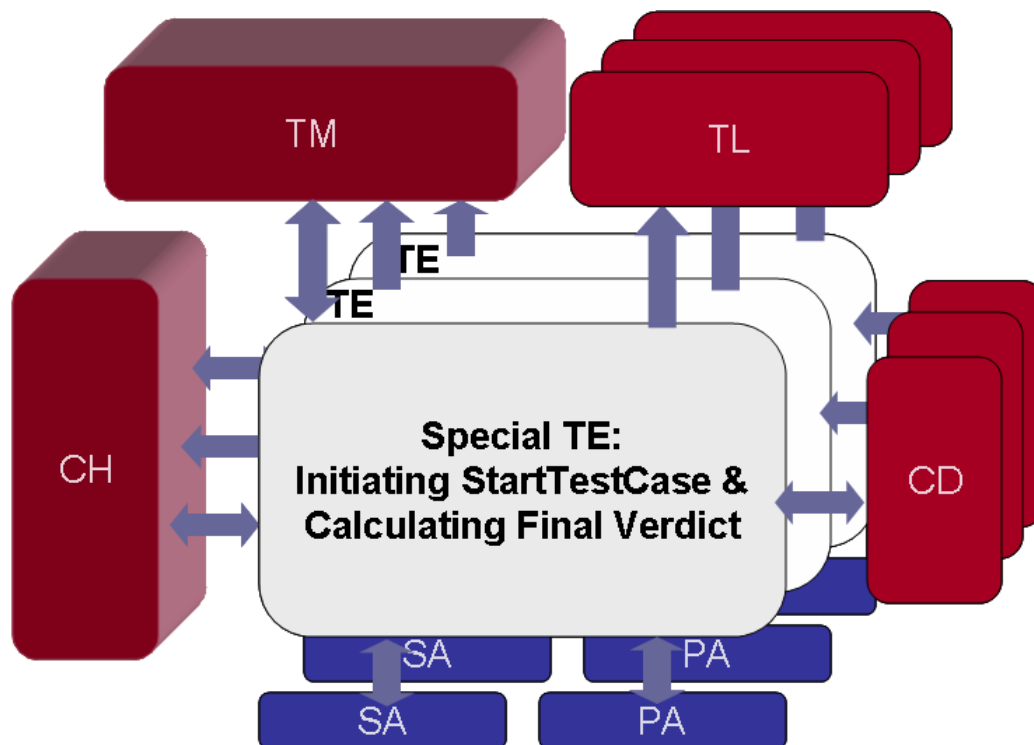 TM
TL
TE
TE
Special TE:
Initiating StartTestCase &
Calculating Final Verdict
CH
CD
SA
PA
SA
PA